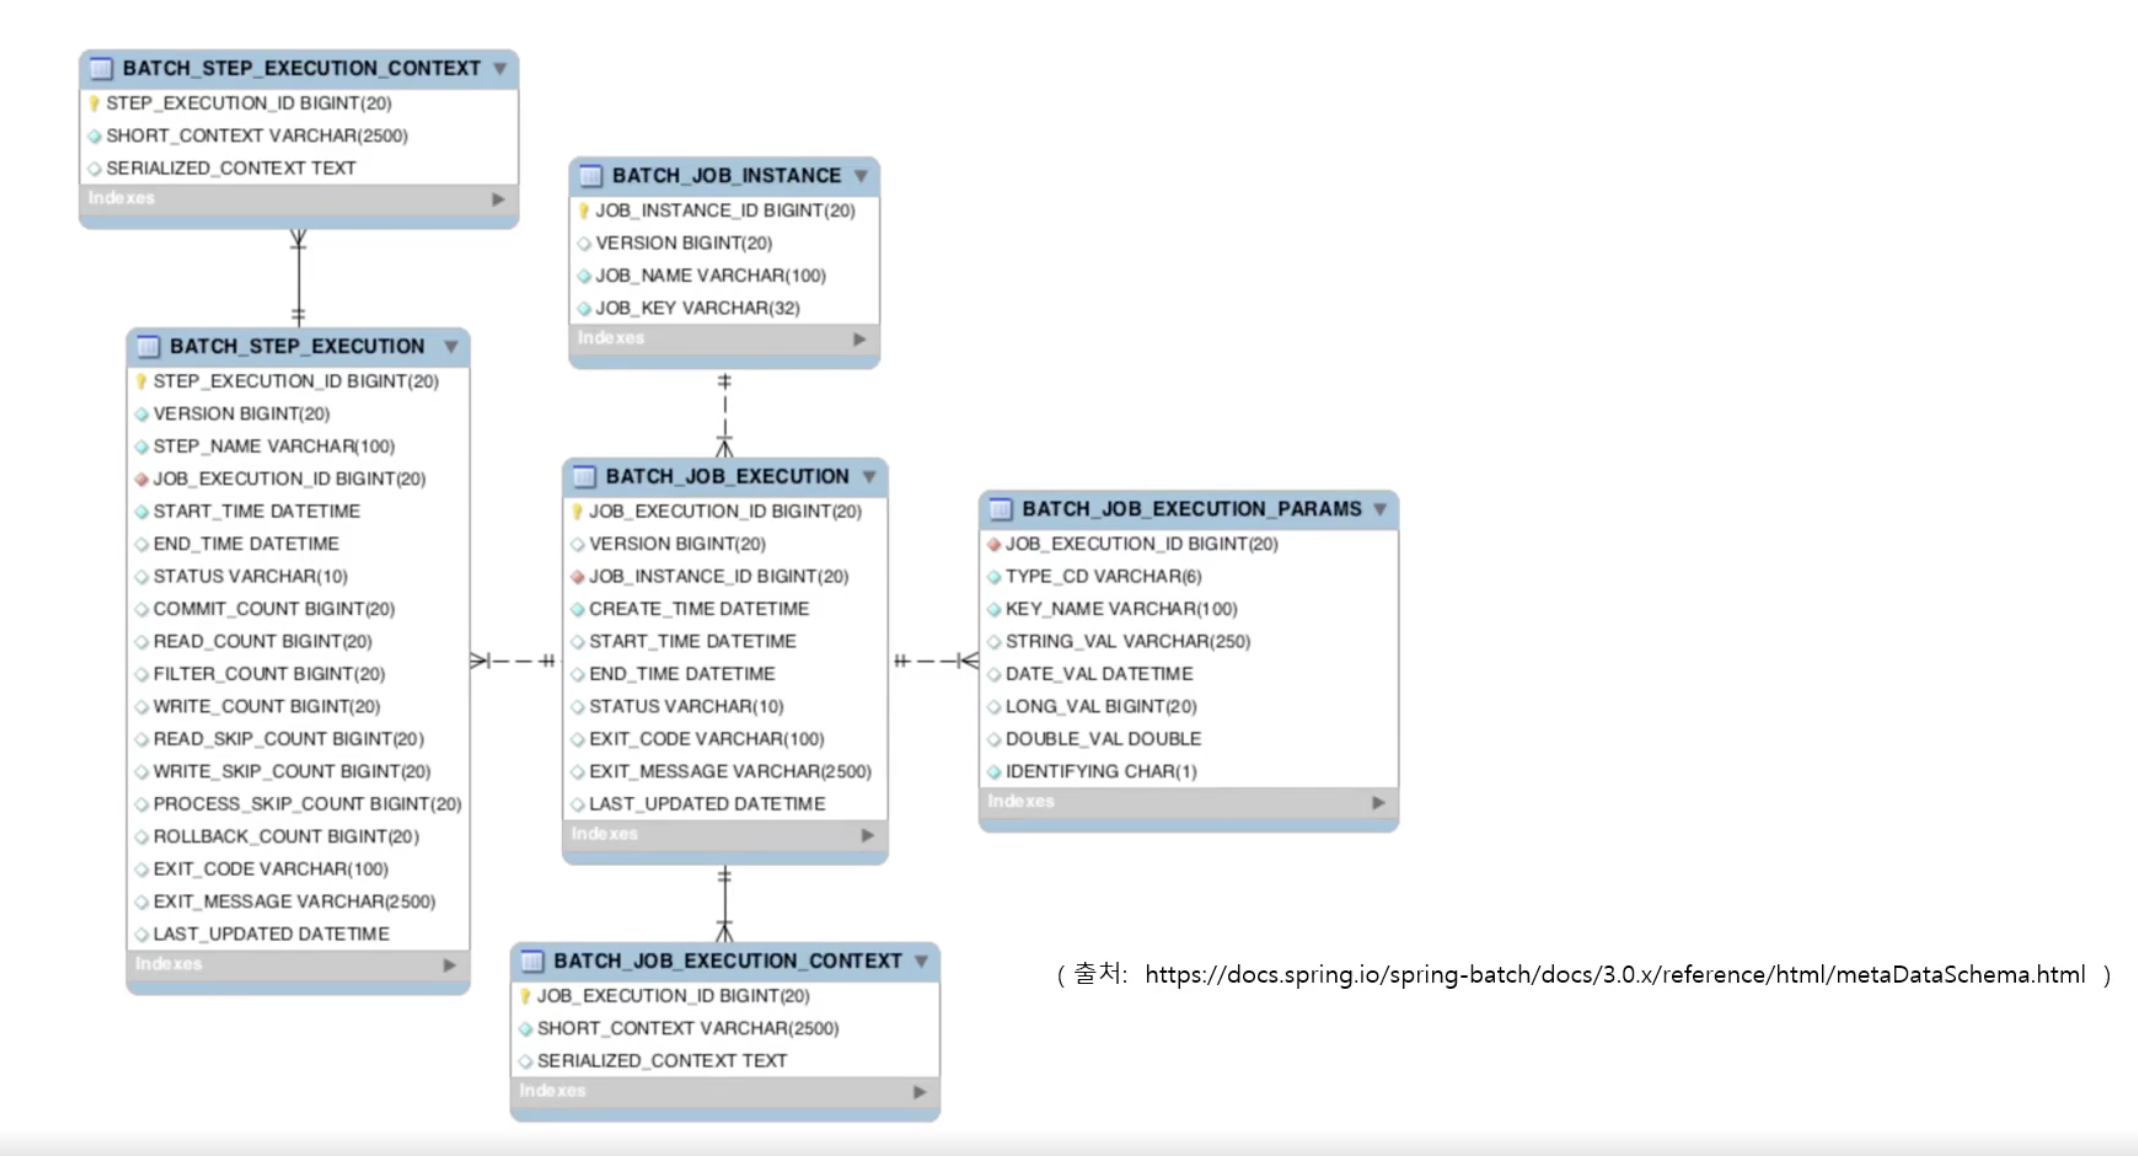 BATCH_STEP_EXECUTION_CONTEXT
STEP_EXECUTION_ID BIGINT(20)
SHORT_CONTEXT VARCHAR(2500)
SERIALIZED_CONTEXT TEXT
Indexes
BATCH_STEP_EXECUTION
STEP_EXECUTION_ID BIGINT(20)
VERSION BIGINT(20)
STEP_NAME VARCHAR(100)
JOB_EXECUTION_ID BIGINT(20)
START_TIME DATETIME
END_TIME DATETIME
STATUS VARCHAR(10)
COMMIT_COUNT BIGINT(20)
READ_COUNT BIGINT(20)
FILTER_COUNT BIGINT(20)
WRITE_COUNT BIGINT(20)
READ_SKIP_COUNT BIGINT(20)
WRITE_SKIP_COUNT BIGINT(20)
PROCESS_SKIP_COUNT BIGINT(20)
ROLLBACK_COUNT BIGINT(20)
EXIT_CODE VARCHAR(100)
EXIT_MESSAGE VARCHAR(2500)
LAST_UPDATED DATETIME
Indexes
BATCH_JOB_INSTANCE
JOB_INSTANCE_ID BIGINT(20)
VERSION BIGINT(20)
JOB_NAME VARCHAR(100)
JOB_KEY VARCHAR(32)
Indexes
BATCH_JOB_EXECUTION
JOB_EXECUTION_ID BIGINT(20)
VERSION BIGINT(20)
JOB_INSTANCE_ID BIGINT(20)
CREATE_TIME DATETIME
START_TIME DATETIME
END_TIME DATETIME
STATUS VARCHAR(10)
EXIT_CODE VARCHAR(100)
EXIT_MESSAGE VARCHAR(2500)
LAST_UPDATED DATETIME
Indexes
BATCH_JOB_EXECUTION_PARAMS
JOB_EXECUTION_ID BIGINT(20)
TYPE_CD VARCHAR(6)
KEY_NAME VARCHAR(100)
STRING_VAL VARCHAR(250)
DATE_VAL DATETIME
LONG_VAL BIGINT(20)
DOUBLE_VAL DOUBLE
IDENTIFYING CHAR(1)
Indexes
BATCH_JOB_EXECUTION_CONTEXT
JOB_EXECUTION_ID BIGINT(20)
SHORT_CONTEXT VARCHAR(2500)
SERIALIZED_CONTEXT TEXT
Indexes
( 출처: https://docs.spring.io/spring-batch/docs/3.0.x/reference/html/metaDataSchema.html )